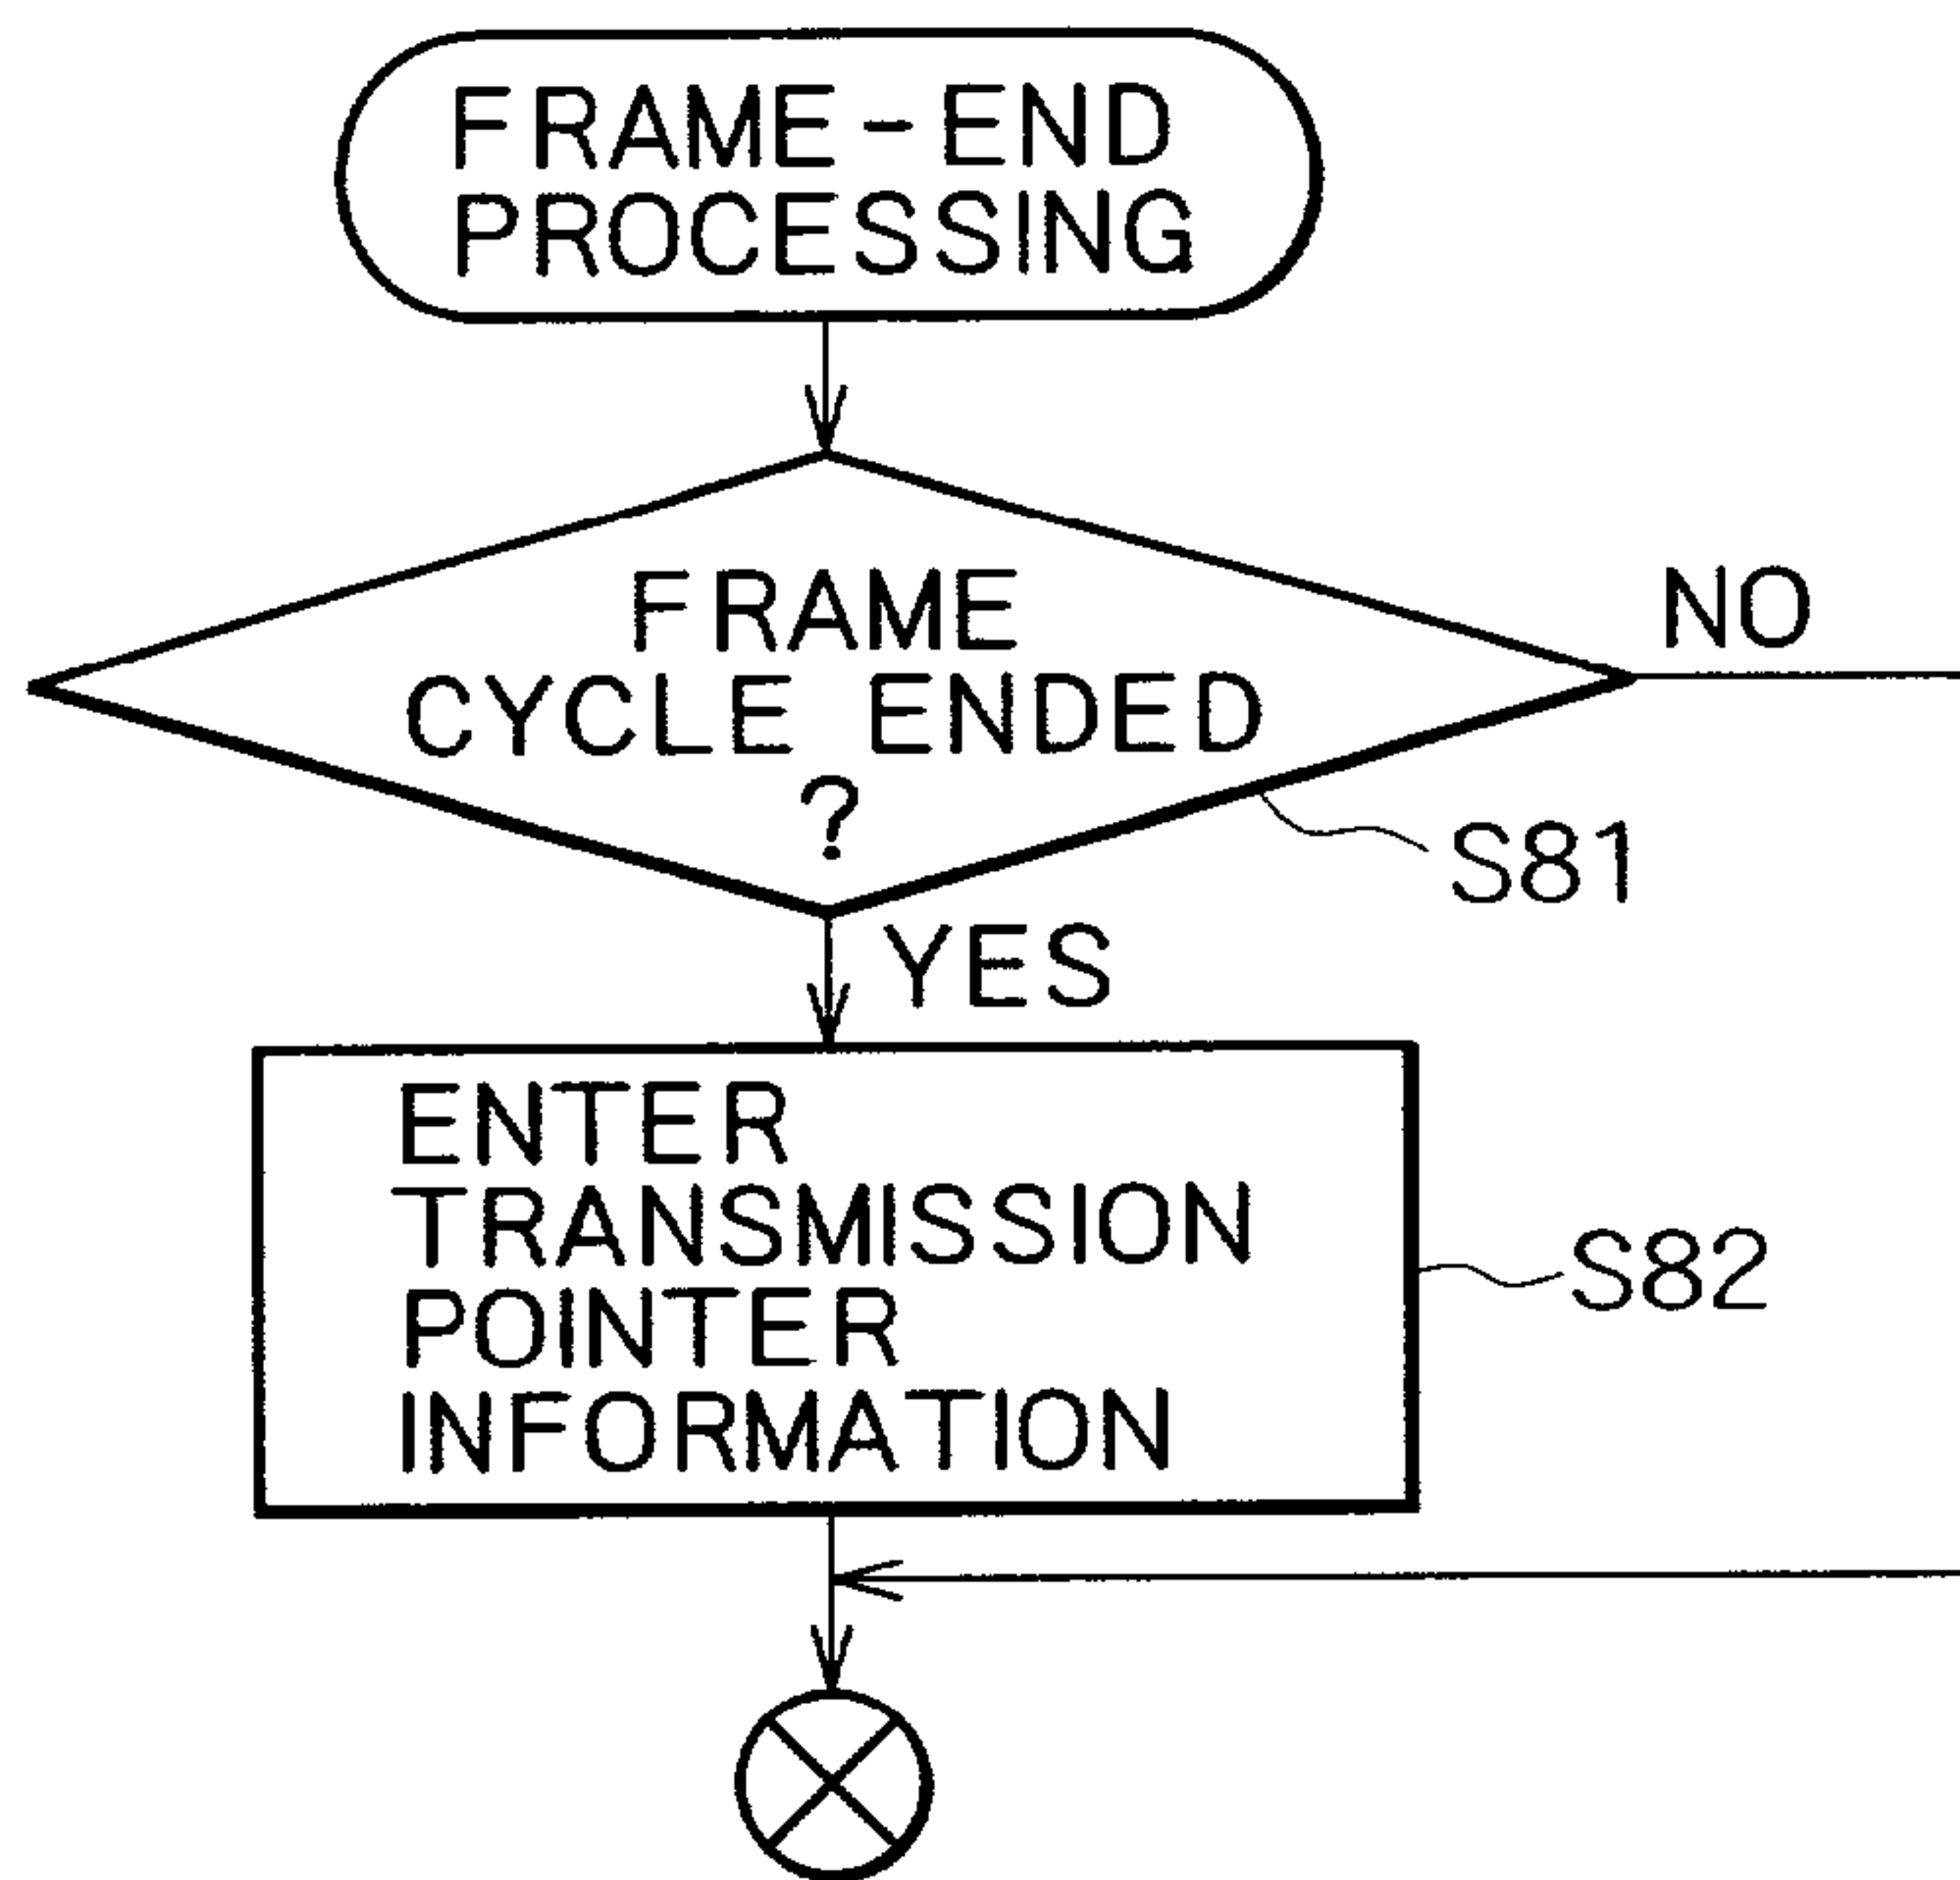 FRAME-END
PROCESSING
FRAME
CYCLE ENDED
?
NO
S81
YES
ENTER
TRANSMISSION
POINTER
INFORMATION
S82